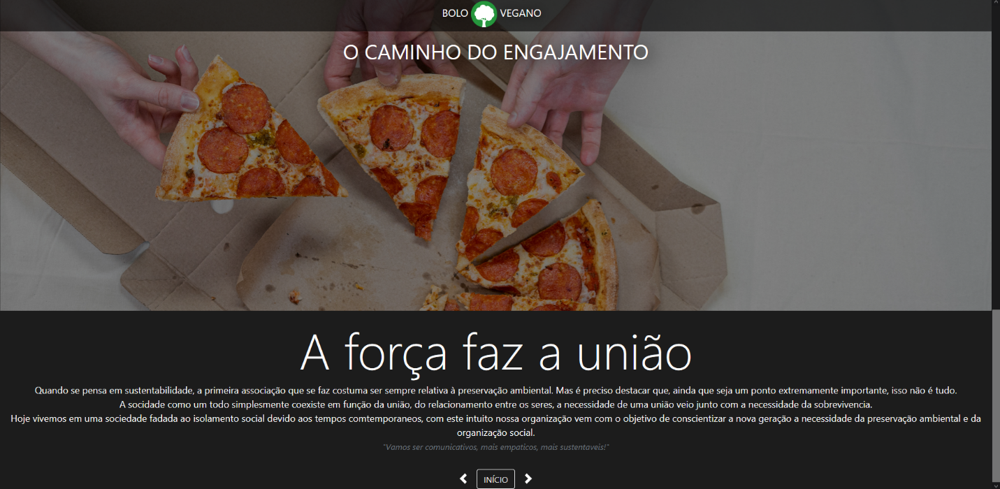 BOLO VEGANO
O CAMINHO DO ENGAJAMENTO
A força faz a união
Quando se pensa em sustentabilidade, a primeira associação que se faz costuma ser sempre relativa à preservação ambiental. Mas é preciso destacar que, ainda que seja um ponto extremamente importante, isso não é tudo.
A socidade como um todo simplesmente coexiste em função da união, do relacionamento entre os seres, a necessidade de uma união veio junto com a necessidade da sobrevivencia.
Hoje vivemos em uma sociedade fadada ao isolamento social devido aos tempos comtemporaneos, com este intuito nossa organização vem com o objetivo de conscientizar a nova geração a necessidade da preservação ambiental e da
organização social.
"Vamos ser comunicativos, mais empaticos, mais sustentaveis!"
INÍCIO